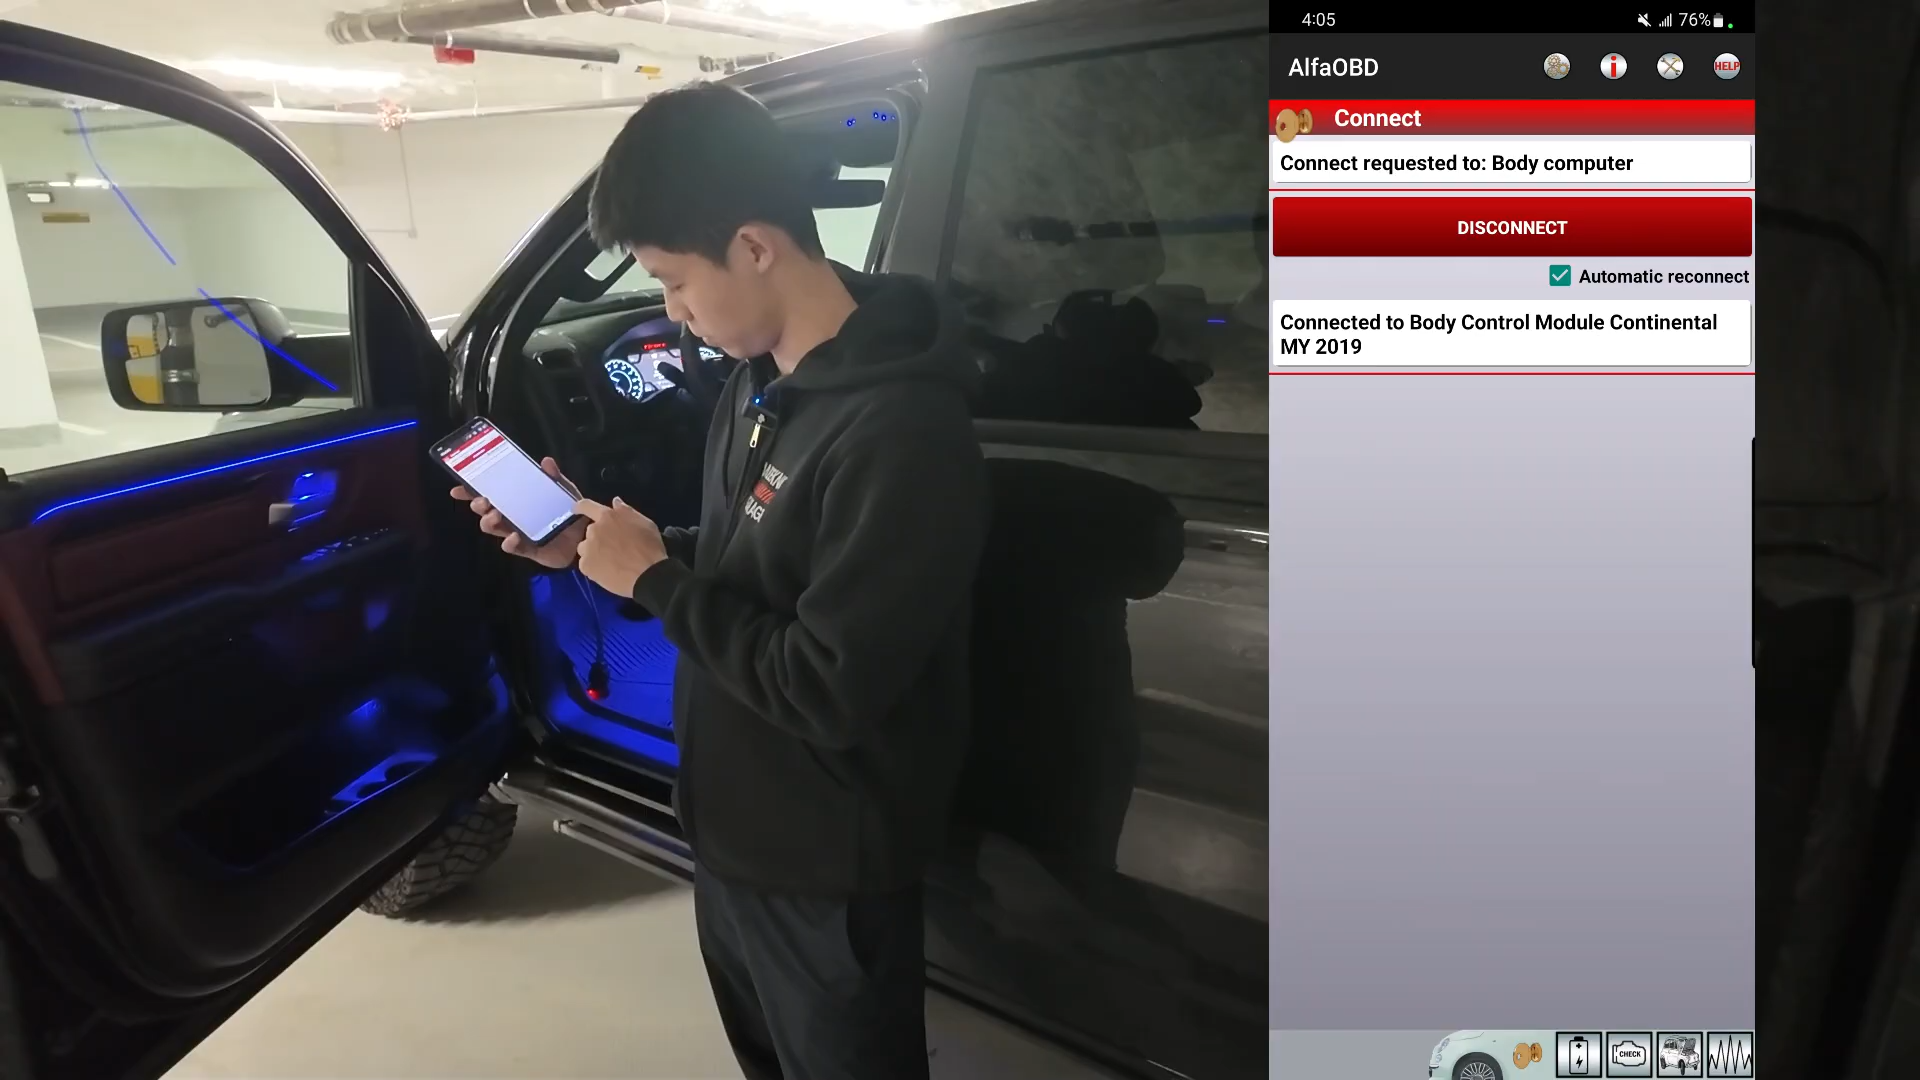 4:05
76%
AlfaOBD
HELP
Connect
Connect requested to: Body computer
DISCONNECT
Automatic reconnect
Connected to Body Control Module Continental
MY 2019
CHECK